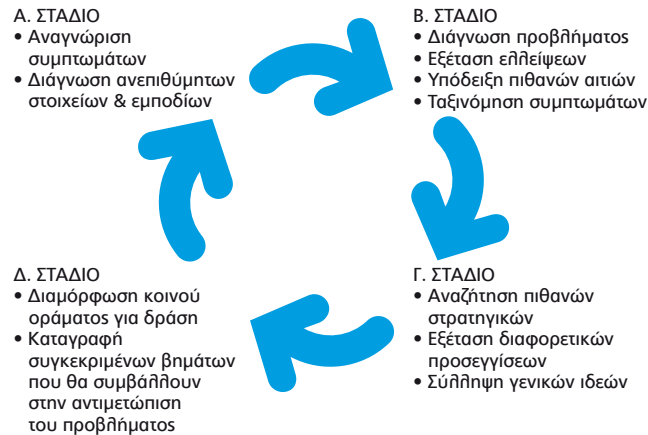 Α. ΣΤΑΔΙΟ
• Αναγνώριση
συμπτωμάτων
• Διάγνωση ανεπιθύμητων
στοιχείων & εμποδίων
Β. ΣΤΑΔΙΟ
• Διάγνωση προβλήματος
• Εξέταση ελλείψεων
• Υπόδειξη πιθανών αιτιών
• Ταξινόμηση συμπτωμάτων
Γ. ΣΤΑΔΙΟ
• Αναζήτηση πιθανών
στρατηγικών
• Εξέταση διαφορετικών
προσεγγίσεων
• Σύλληψη γενικών ιδεών
Δ. ΣΤΑΔΙΟ
• Διαμόρφωση κοινού
οράματος για δράση
• Καταγραφή
συγκεκριμένων βημάτων
που θα συμβάλλουν
στην αντιμετώπιση
του προβλήματος